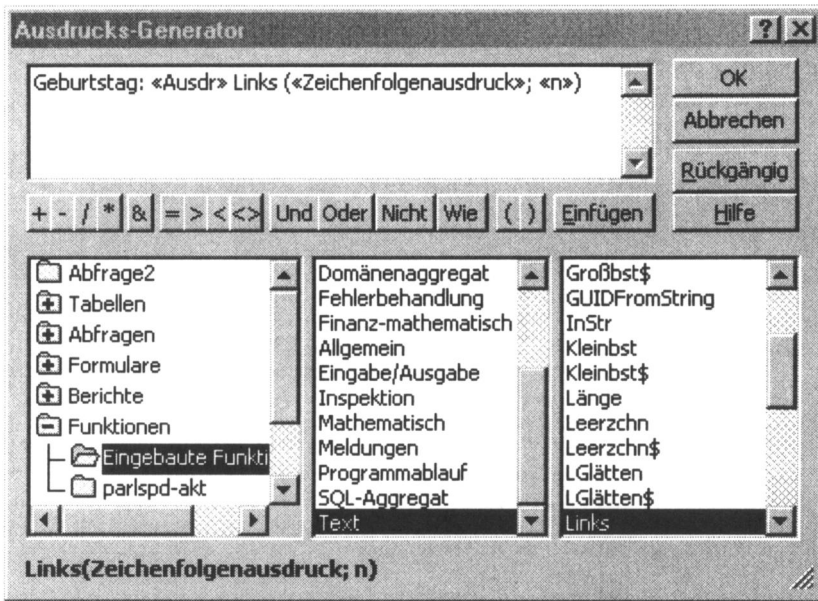 Ausdrucks-Generator
Geburtstag: «Ausdr» Links («Zeichenfolgenausdruck»; «n»)
OK
Abbrechen
Rückgängig
Hilfe
+ - / * & = > < <> Und Oder Nicht Wie ( ) Einfügen
Abfrage2
Tabellen
Abfragen
Formulare
Berichte
Funktionen
Eingebaute Funkti
parlspd-akt
Domänenaggregat
Fehlerbehandlung
Finanz-mathematisch
Allgemein
Eingabe/Ausgabe
Inspektion
Mathematisch
Meldungen
Programmablauf
SQL-Aggregat
Text
Großbst$
GUIDFromString
InStr
Kleinbst
Kleinbst$
Länge
Leerzchn
Leerzchn$
LGlätten
LGlätten$
Links
Links(Zeichenfolgenausdruck; n)